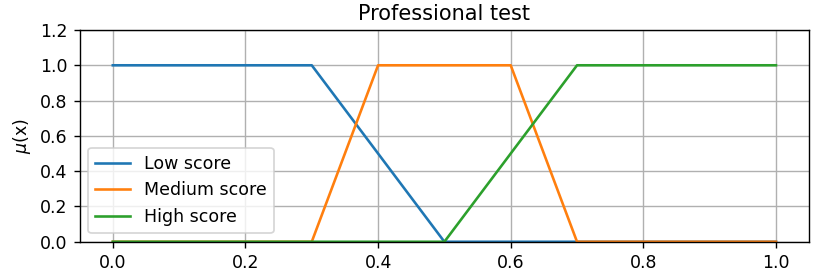 Professional test
1.2
1.0
0.8
0.6
0.4
0.2
0.0
μ(x)
Low score
Medium score
High score
0.0 0.2 0.4 0.6 0.8 1.0